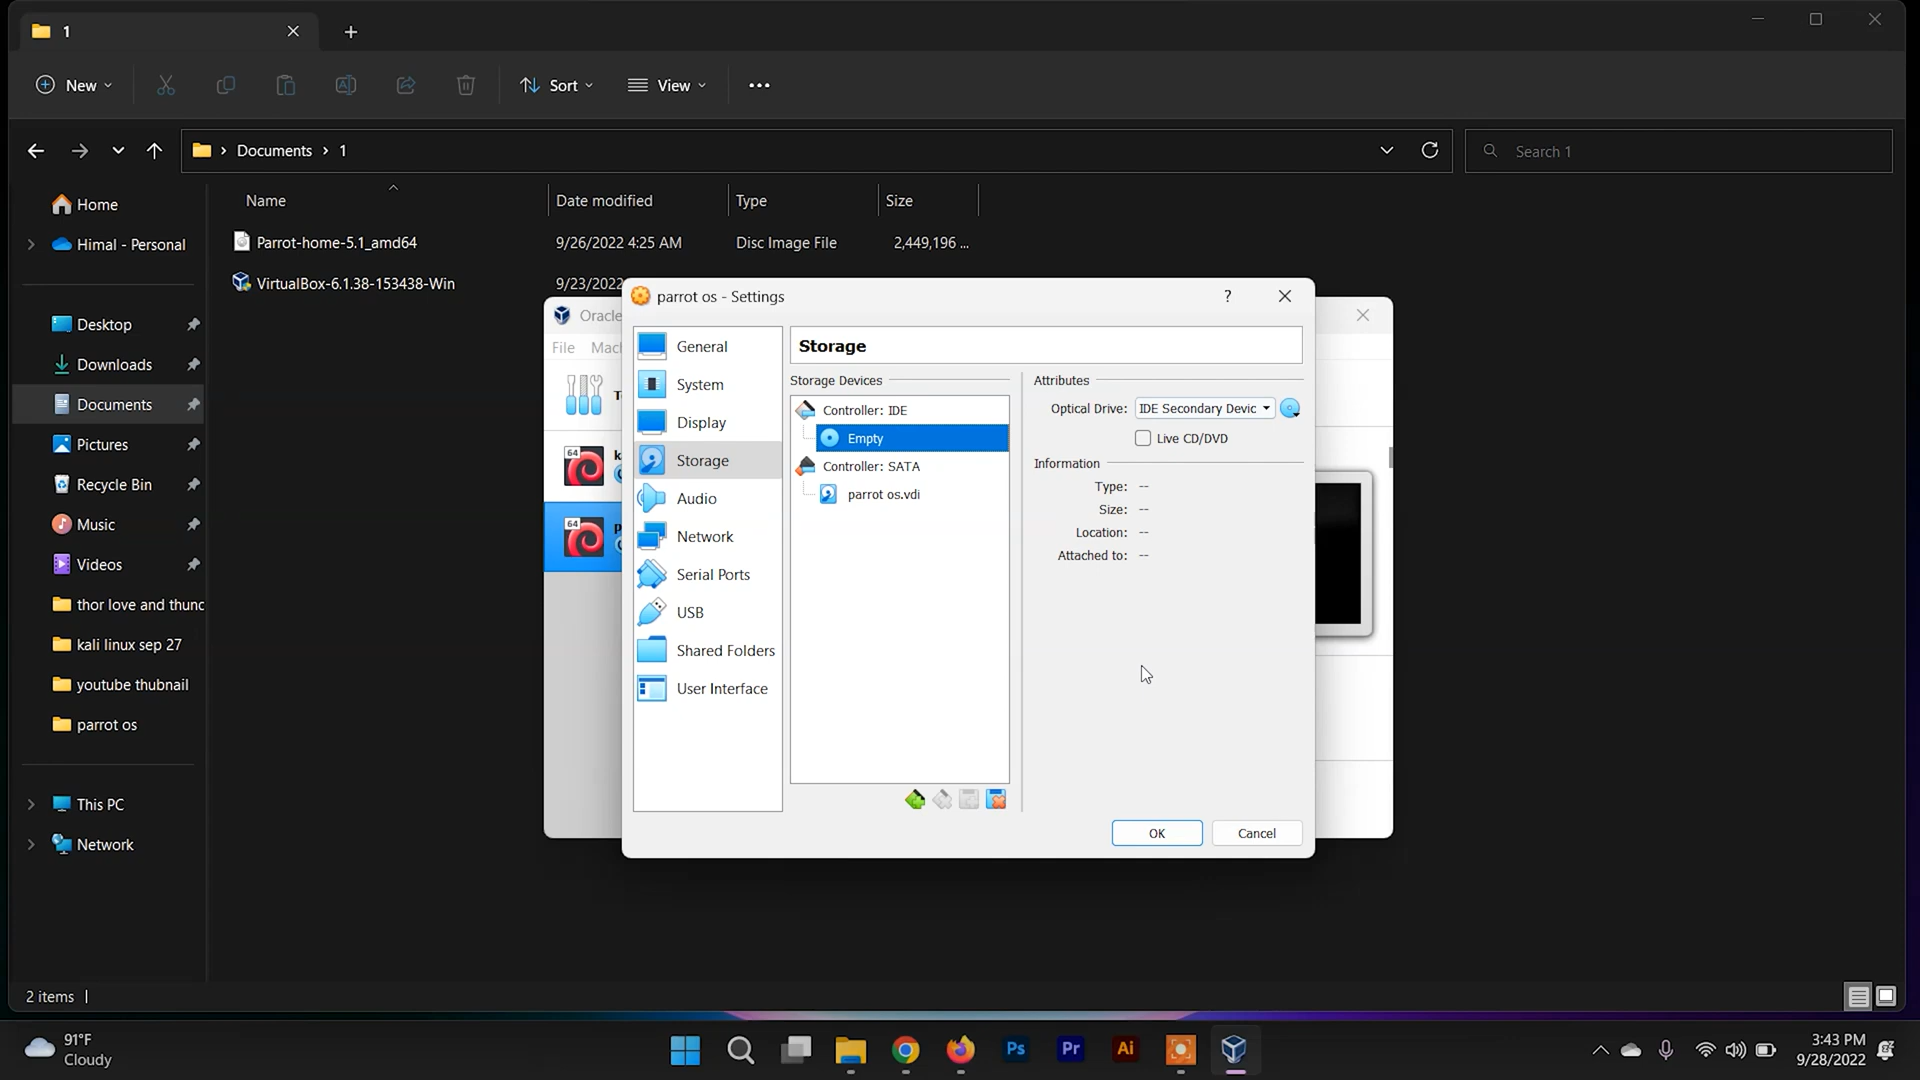 1
New
Sort
View
Documents
1
Search 1
Name
Date modified
Type
Size
Parrot-home-5.1_amd64
9/26/2022 4:25 AM
Disc Image File
2,449,196 ...
VirtualBox-6.1.38-153438-Win
9/23/2022
Home
Himal - Personal
Desktop
Downloads
Documents
Pictures
Recycle Bin
Music
Videos
thor love and thunc
kali linux sep 27
youtube thubnail
parrot os
This PC
Network
2 items
Oracle
File
Mac
64
64
parrot os - Settings
?
General
System
Display
Storage
Audio
Network
Serial Ports
USB
Shared Folders
User Interface
Storage
Storage Devices
Controller: IDE
Empty
Controller: SATA
parrot os.vdi
Attributes
Optical Drive:
IDE Secondary Devic
Live CD/DVD
Information
Type: --
Size: --
Location: --
Attached to: --
OK
Cancel
91°F
Cloudy
Ps
Pr
Ai
3:43 PM
9/28/2022